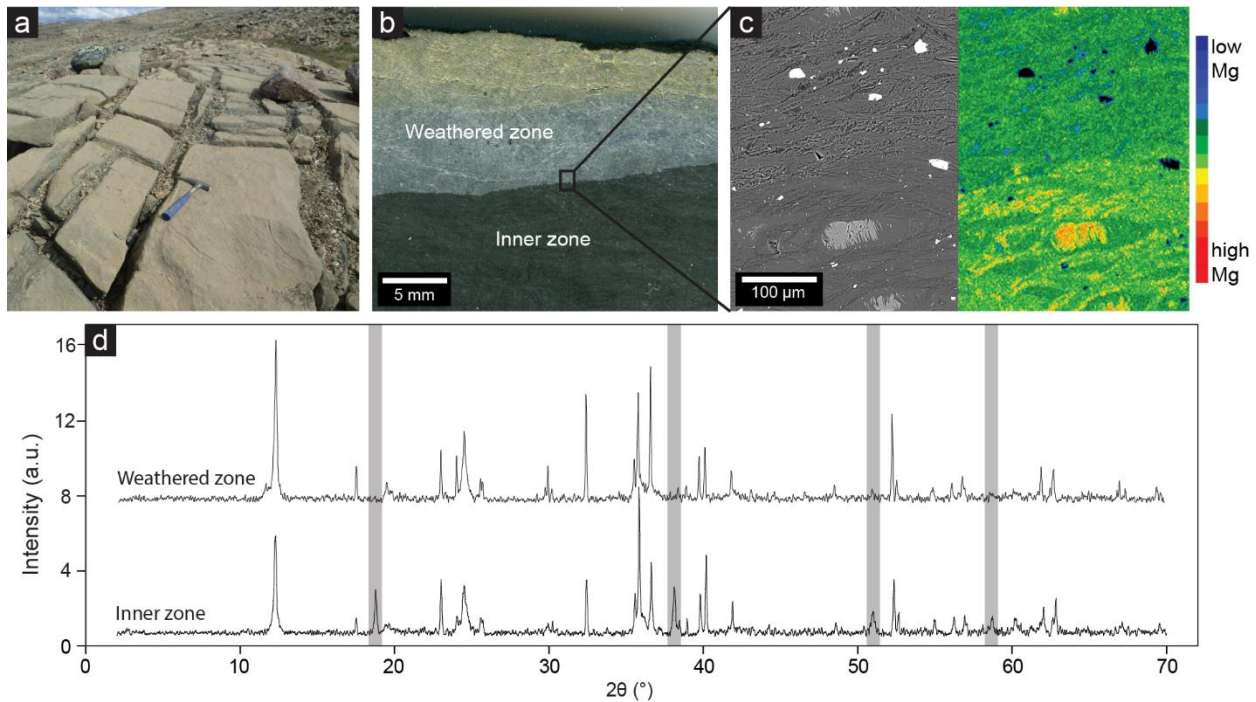 a
b
c
low
Mg
Weathered zone
Inner zone
high
Mg
5 mm
100 µm
d
16
12
8
4
0
Intensity (a.u.)
Weathered zone
Inner zone
0 10 20 30 40 50 60 70
2θ (°)